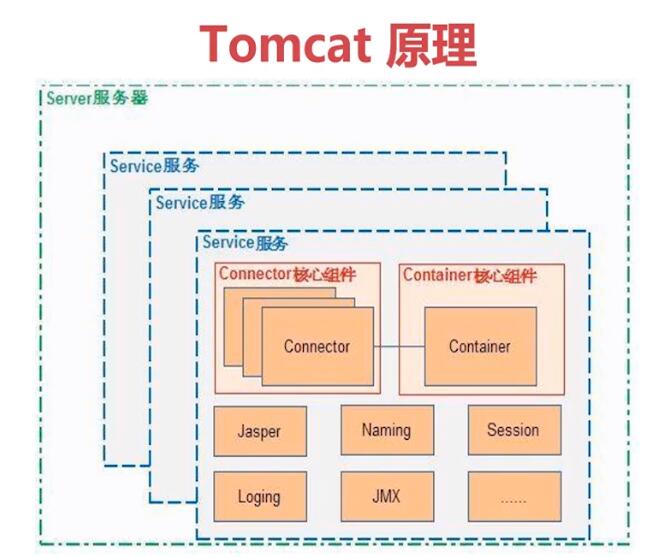 Tomcat 原理
Server服务器
Service服务
Service服务
Service服务
Connector核心组件
Container核心组件
Connector
Container
Jasper
Naming
Session
Loging
JMX
......